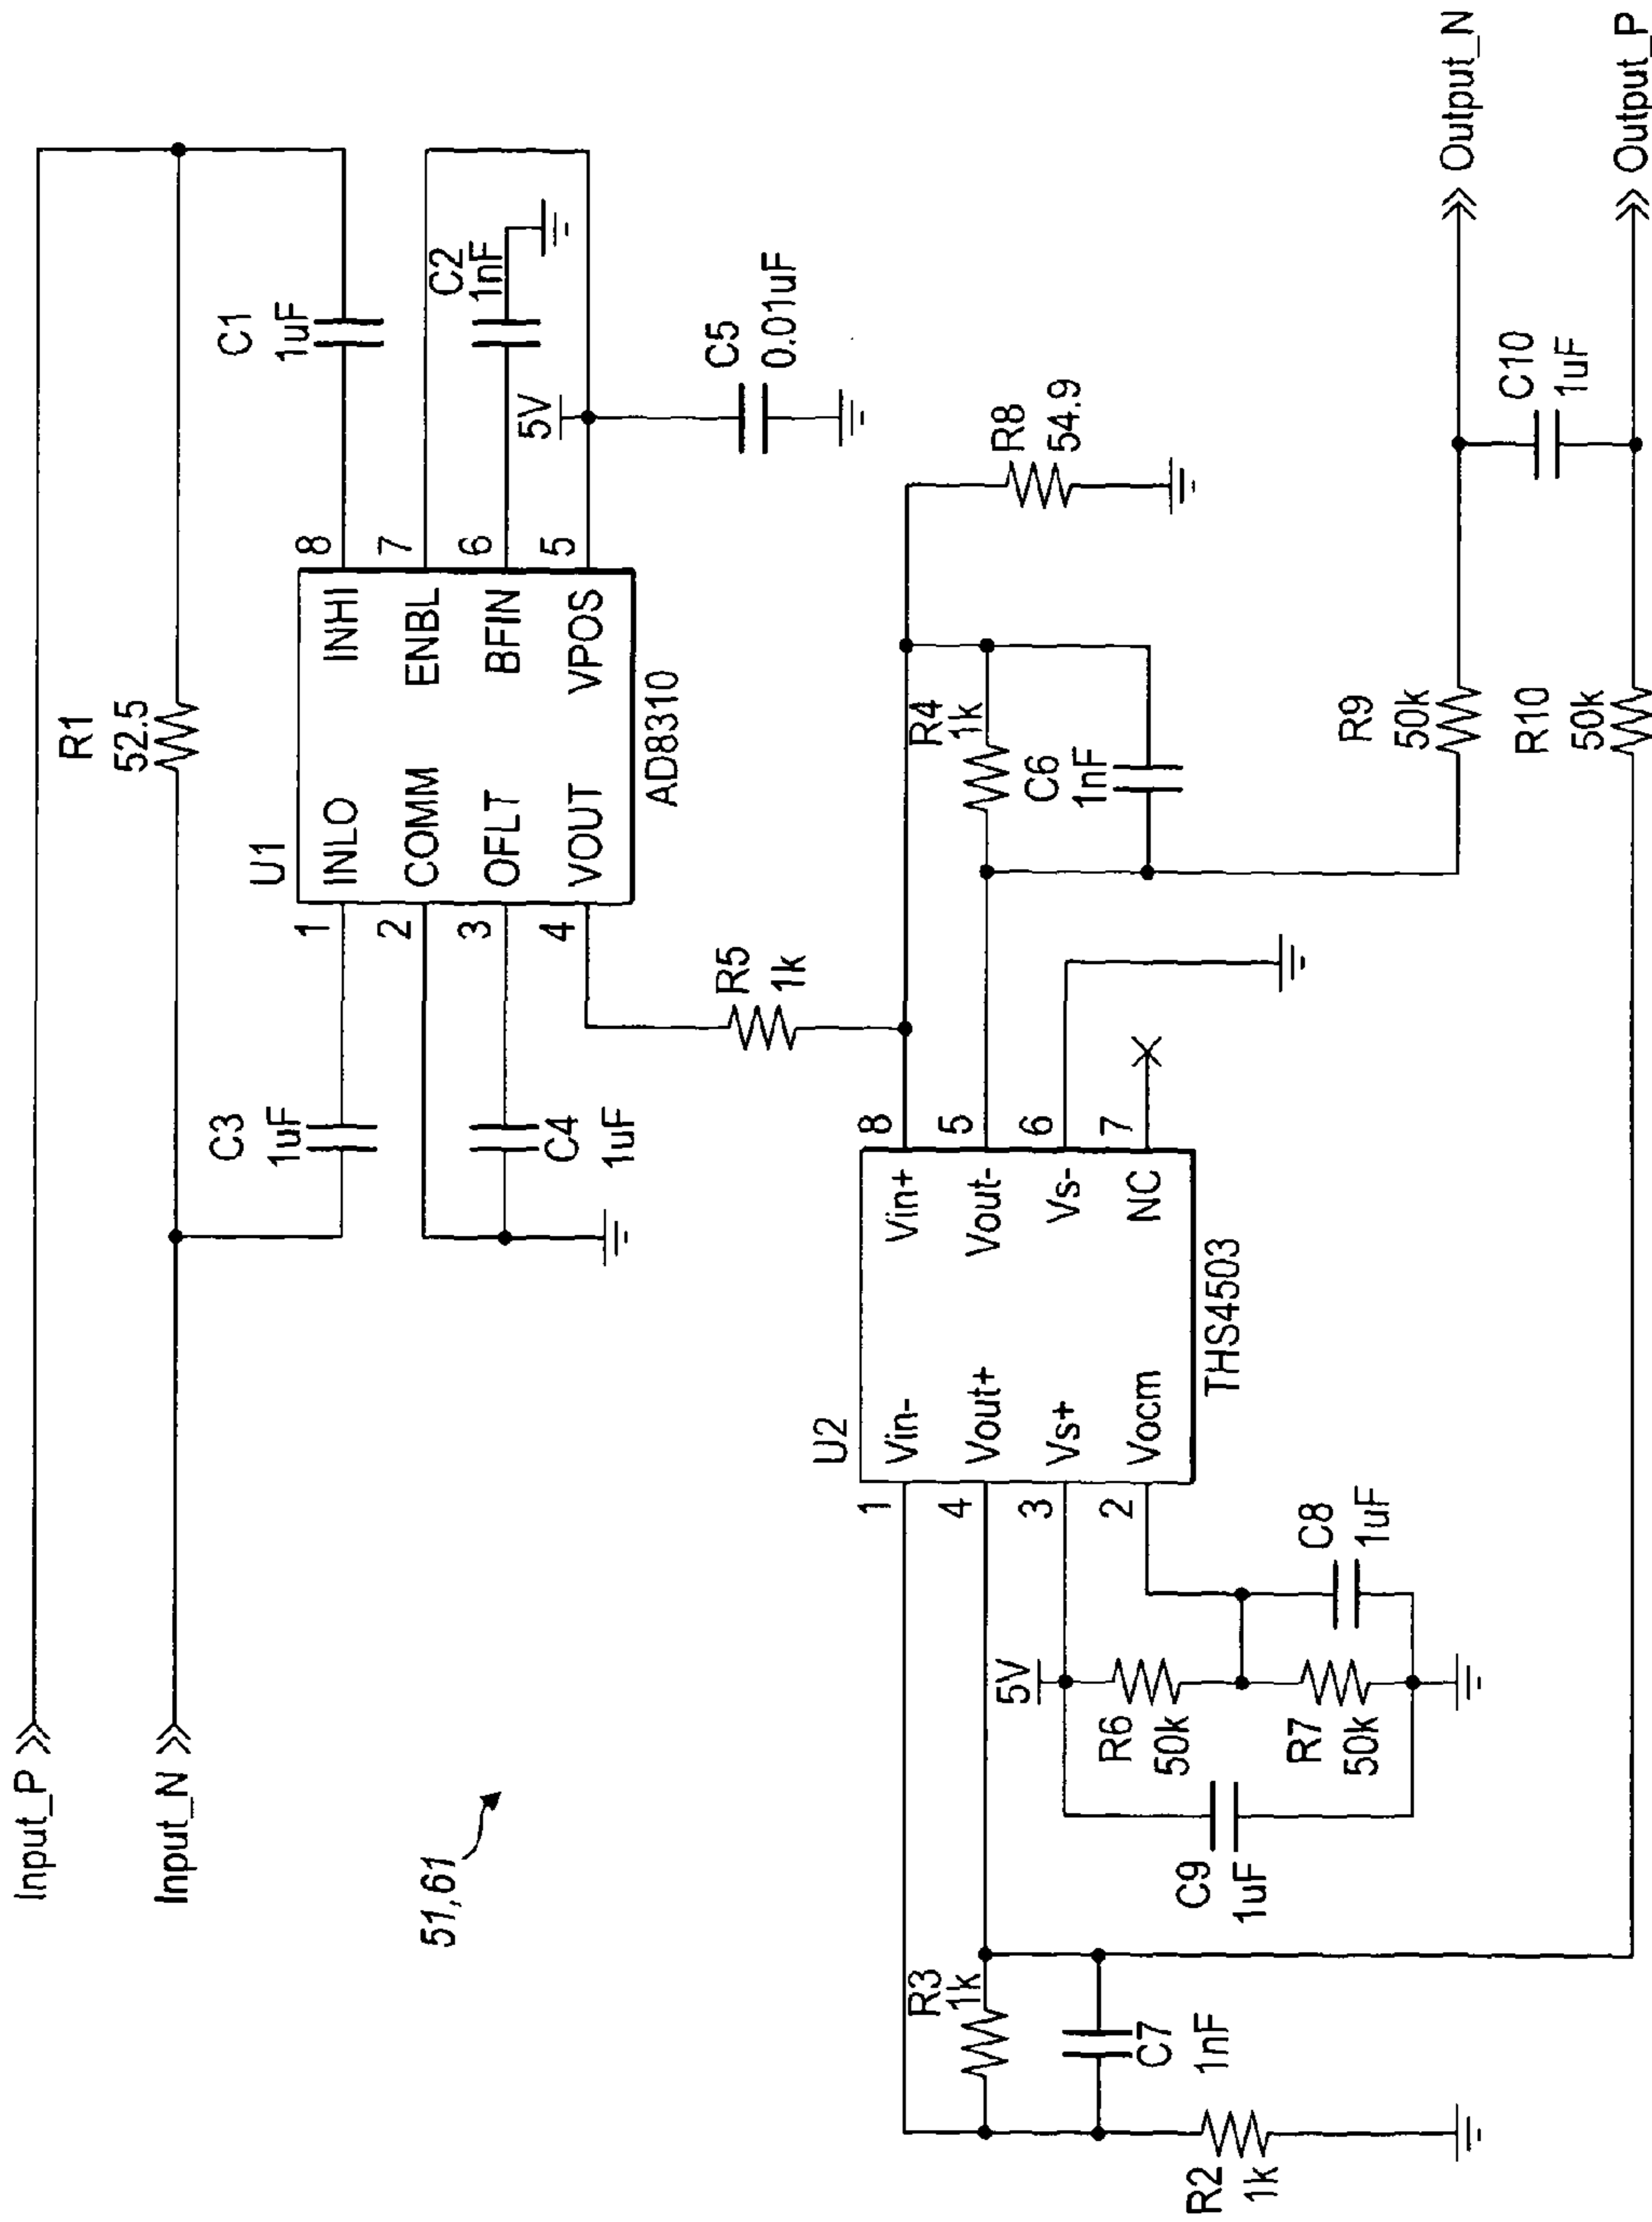 Input_P
Input_N
R1
52.5
C1
1uF
C3
1uF
U1
1
INLO
INHI
8
2
COMM
ENBL
7
3
OFLT
BFIN
6
4
VOUT
VPOS
5
AD8310
C2
1nF
5V
C4
1uF
C5
0.01uF
51,61
R5
1k
R8
54.9
U2
1
Vin-
Vin+
8
4
Vout+
Vout-
5
3
Vs+
Vs-
6
2
Vocm
NC
7
THS4503
R4
1k
C6
1nF
R3
1k
C7
1nF
R2
1k
5V
R6
50k
R7
50k
C8
1uF
C9
1uF
R9
50k
R10
50k
C10
1uF
Output_N
Output_P